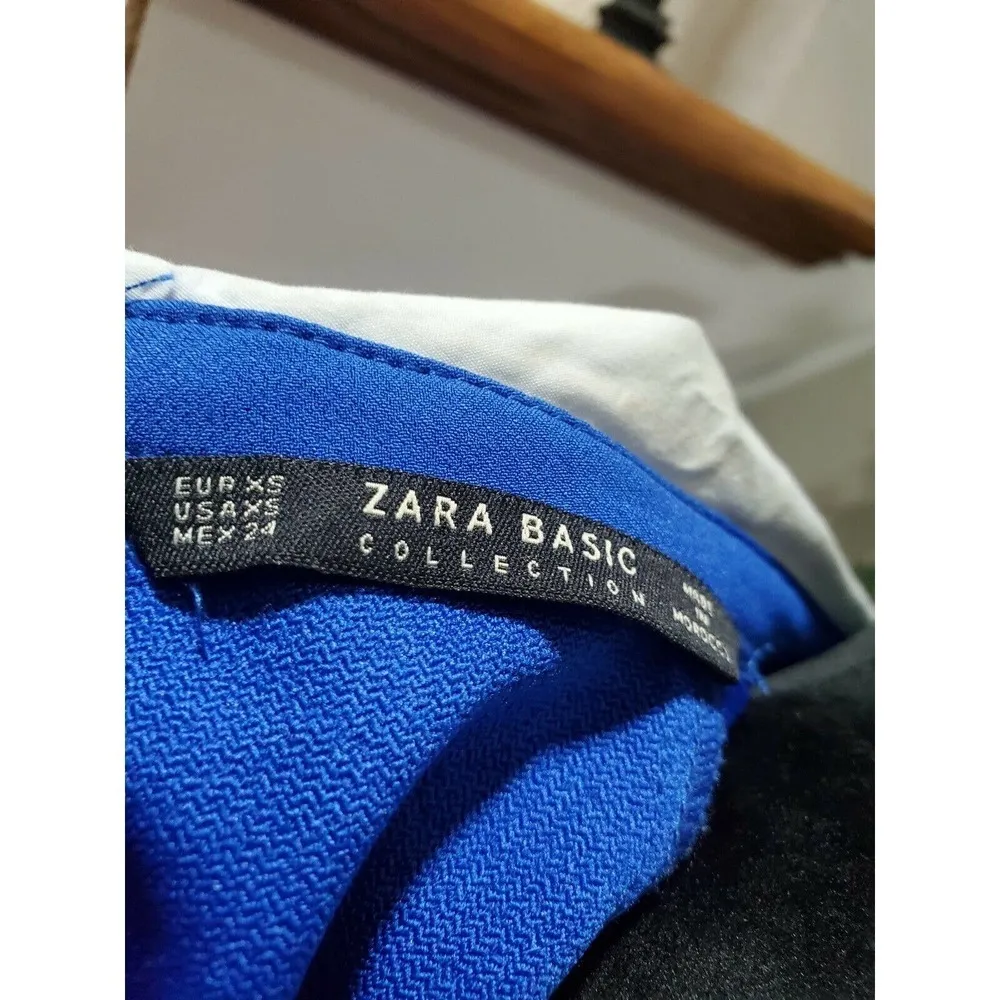 EUR XS
USA XS
MEX 24
ZARA BASIC
COLLECTION
MADE
IN
MOROCCO